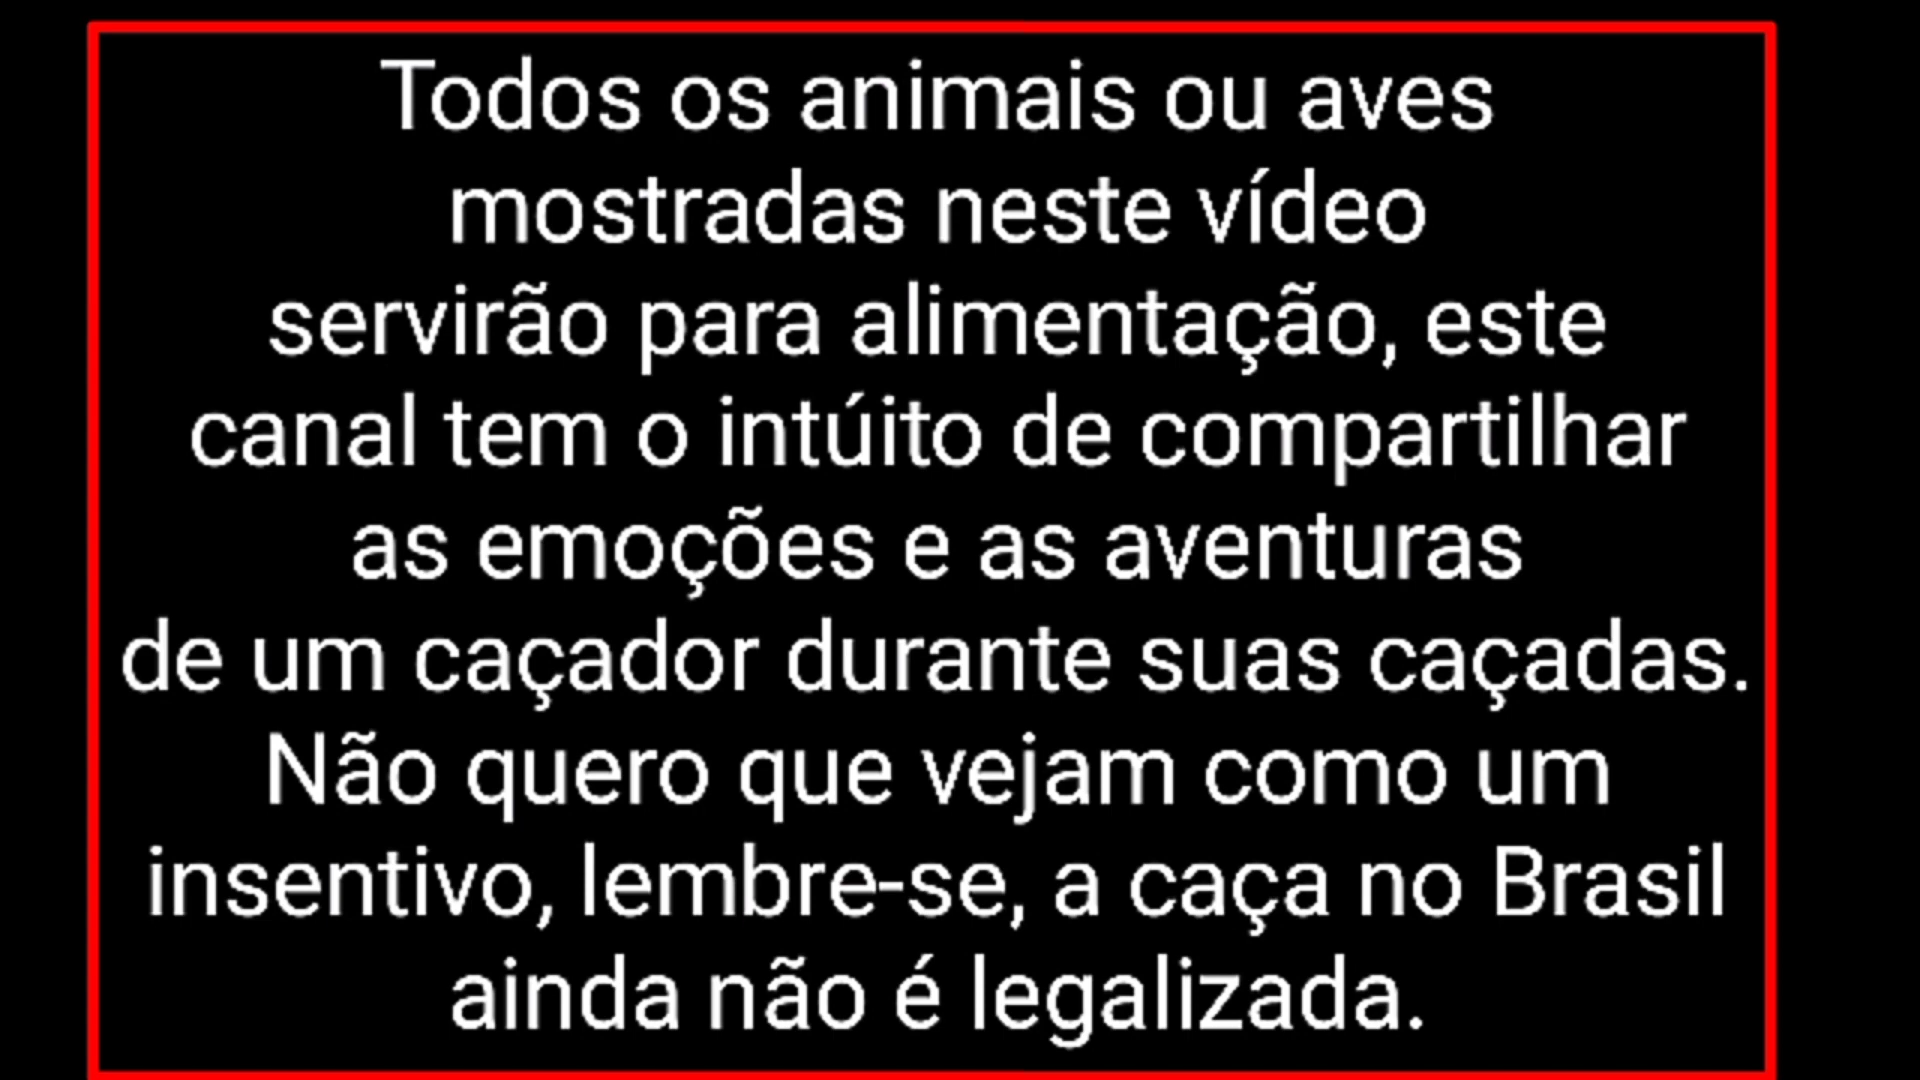 Todos os animais ou aves
mostradas neste vídeo
servirão para alimentação, este
canal tem o intúito de compartilhar
as emoções e as aventuras
de um caçador durante suas caçadas.
Não quero que vejam como um
insentivo, lembre-se, a caça no Brasil
ainda não é legalizada.